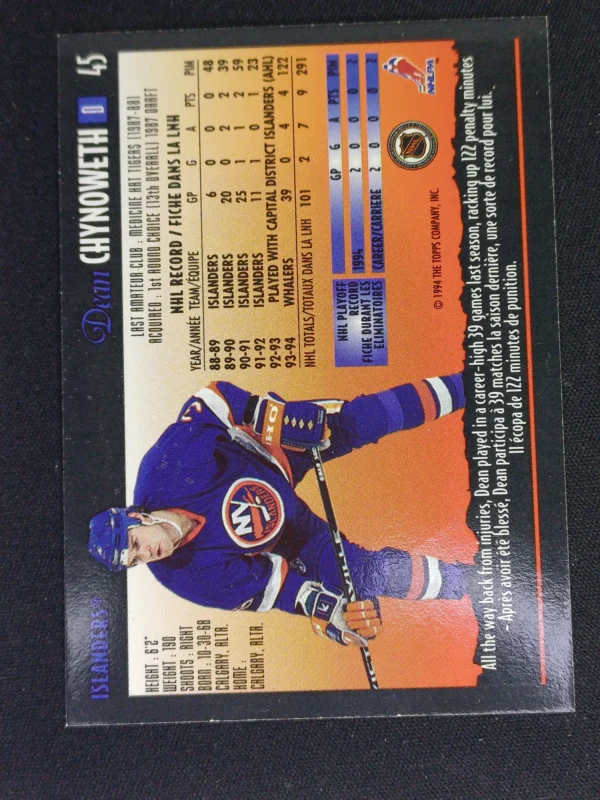 ISLANDERS™ Dean CHYNOWETH D 45
HEIGHT : 6'2"
WEIGHT : 190
SHOOTS : RIGHT
BORN : 10-30-68
CALGARY, ALTA.
HOME :
CALGARY, ALTA.
NY
ISLANDERS
LAST AMATEUR CLUB : MEDICINE HAT TIGERS (1987-88)
ACQUIRED : 1st ROUND CHOICE (13th OVERALL) 1987 DRAFT
NHL RECORD / FICHE DANS LA LNH
YEAR/ANNÉE TEAM/ÉQUIPE GP G A PTS PIM
88-89 ISLANDERS 6 0 0 0 48
89-90 ISLANDERS 20 0 2 2 39
90-91 ISLANDERS 25 1 1 2 59
91-92 ISLANDERS 11 1 0 1 23
92-93 PLAYED WITH CAPITAL DISTRICT ISLANDERS (AHL)
93-94 WHALERS 39 0 4 4 122
NHL TOTALS/TOTAUX DANS LA LNH 101 2 7 9 291
NHL PLAYOFF
RECORD
FICHE DURANT LES
ELIMINATOIRES
GP G A PTS PIM
1994 2 0 0 0 2
CAREER/CARRIERE 2 0 0 0 2
NHLPA™
© 1994 THE TOPPS COMPANY, INC.
All the way back from injuries, Dean played in a career-high 39 games last season, racking up 122 penalty minutes
~ Après avoir été blessé, Dean participa à 39 matches la saison dernière, une sorte de record pour lui.
Il écopa de 122 minutes de punition.